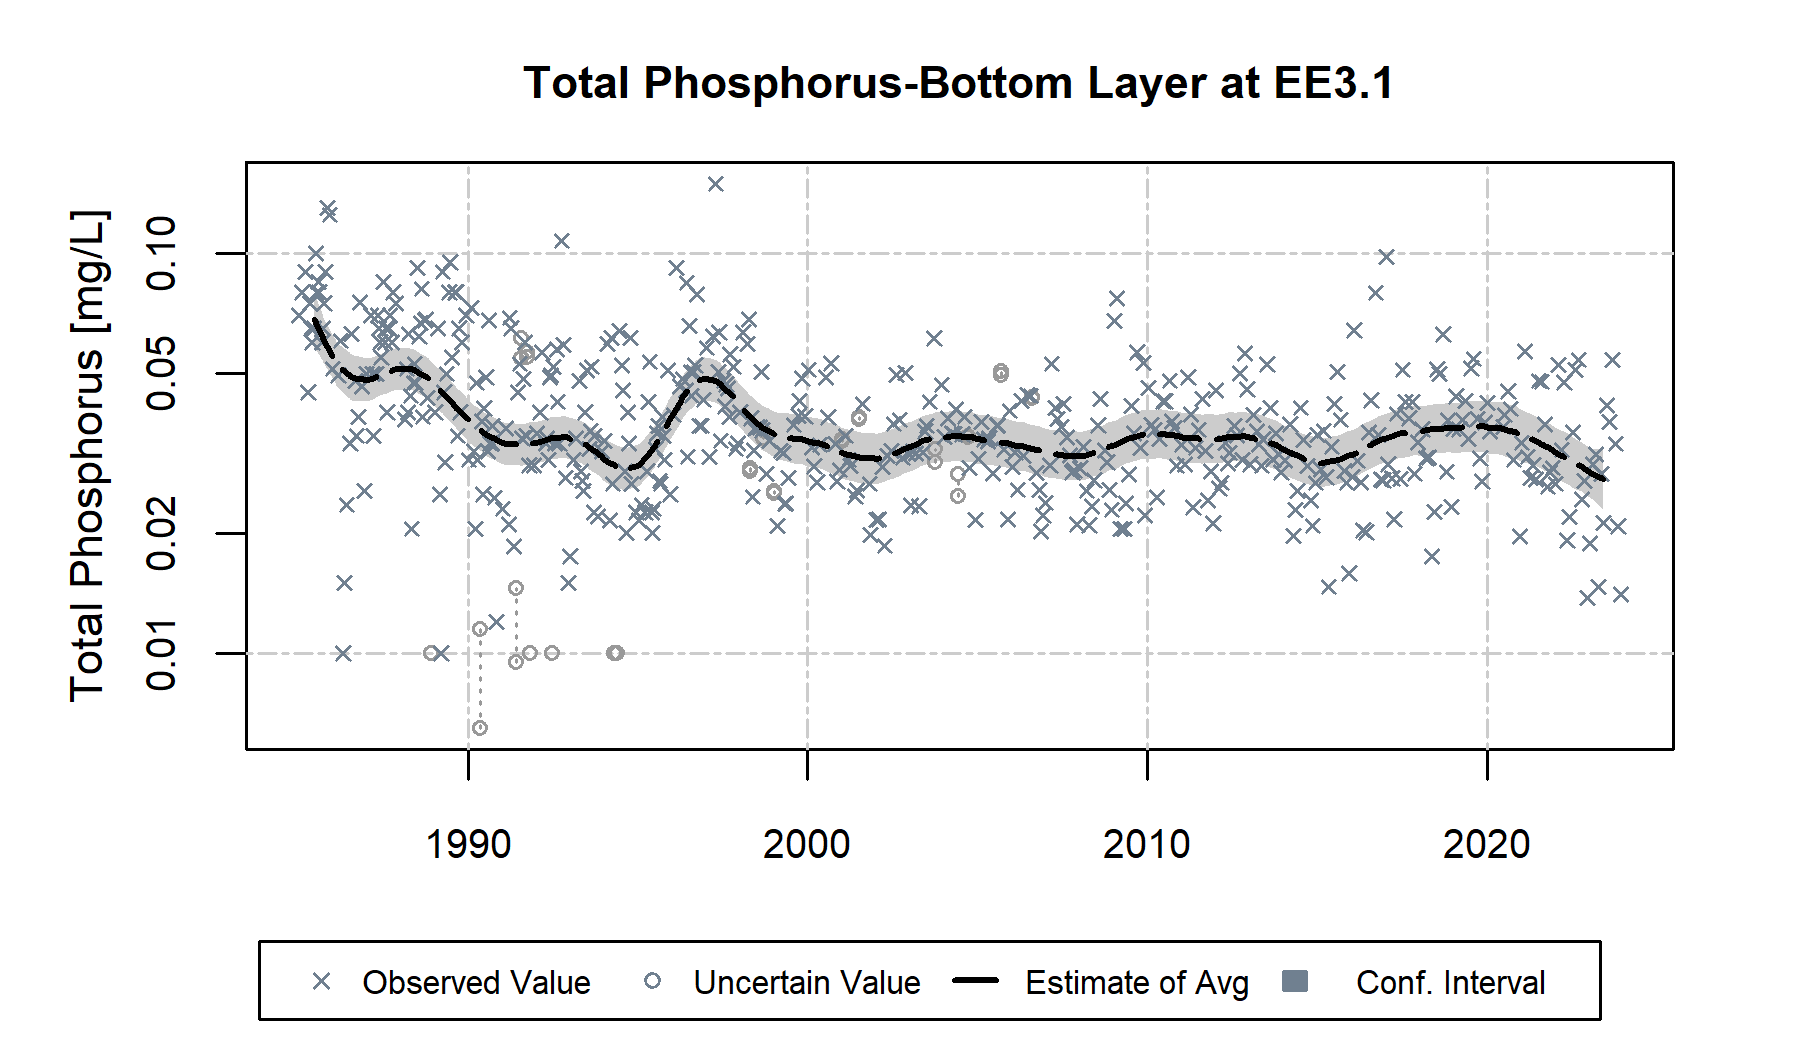 Total Phosphorus-Bottom Layer at EE3.1
Total Phosphorus [mg/L]
0.10
0.05
0.02
0.01
1990 2000 2010 2020
Observed Value Uncertain Value Estimate of Avg Conf. Interval